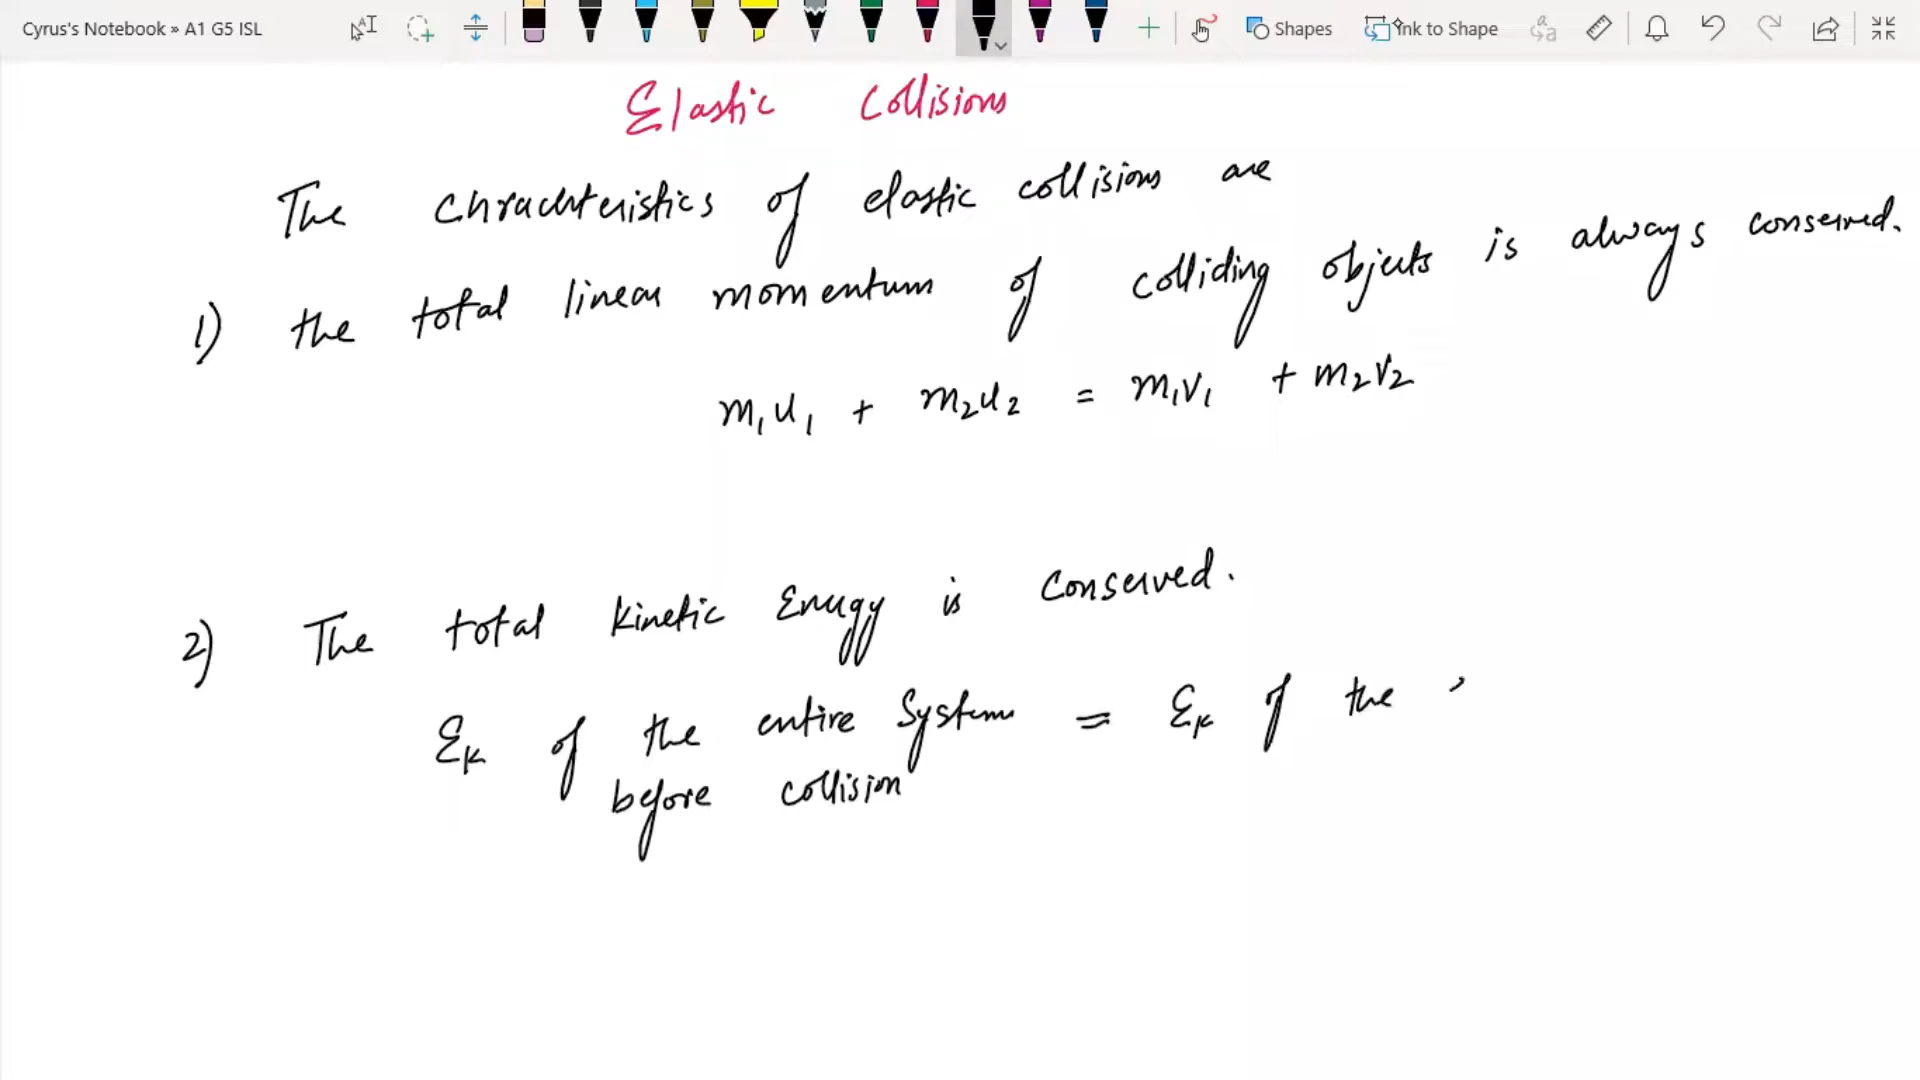 Cyrus's Notebook » A1 G5 ISL
Shapes
Ink to Shape
Elastic Collisions
The chrachteristics of elastic collisions are
1) the total linear momentum of colliding objects is always conserved.
m₁u₁ + m₂u₂ = m₁v₁ + m₂v₂
2) The total kinetic Energy is conserved.
Eₖ of the entire System = Eₖ of the
before collision